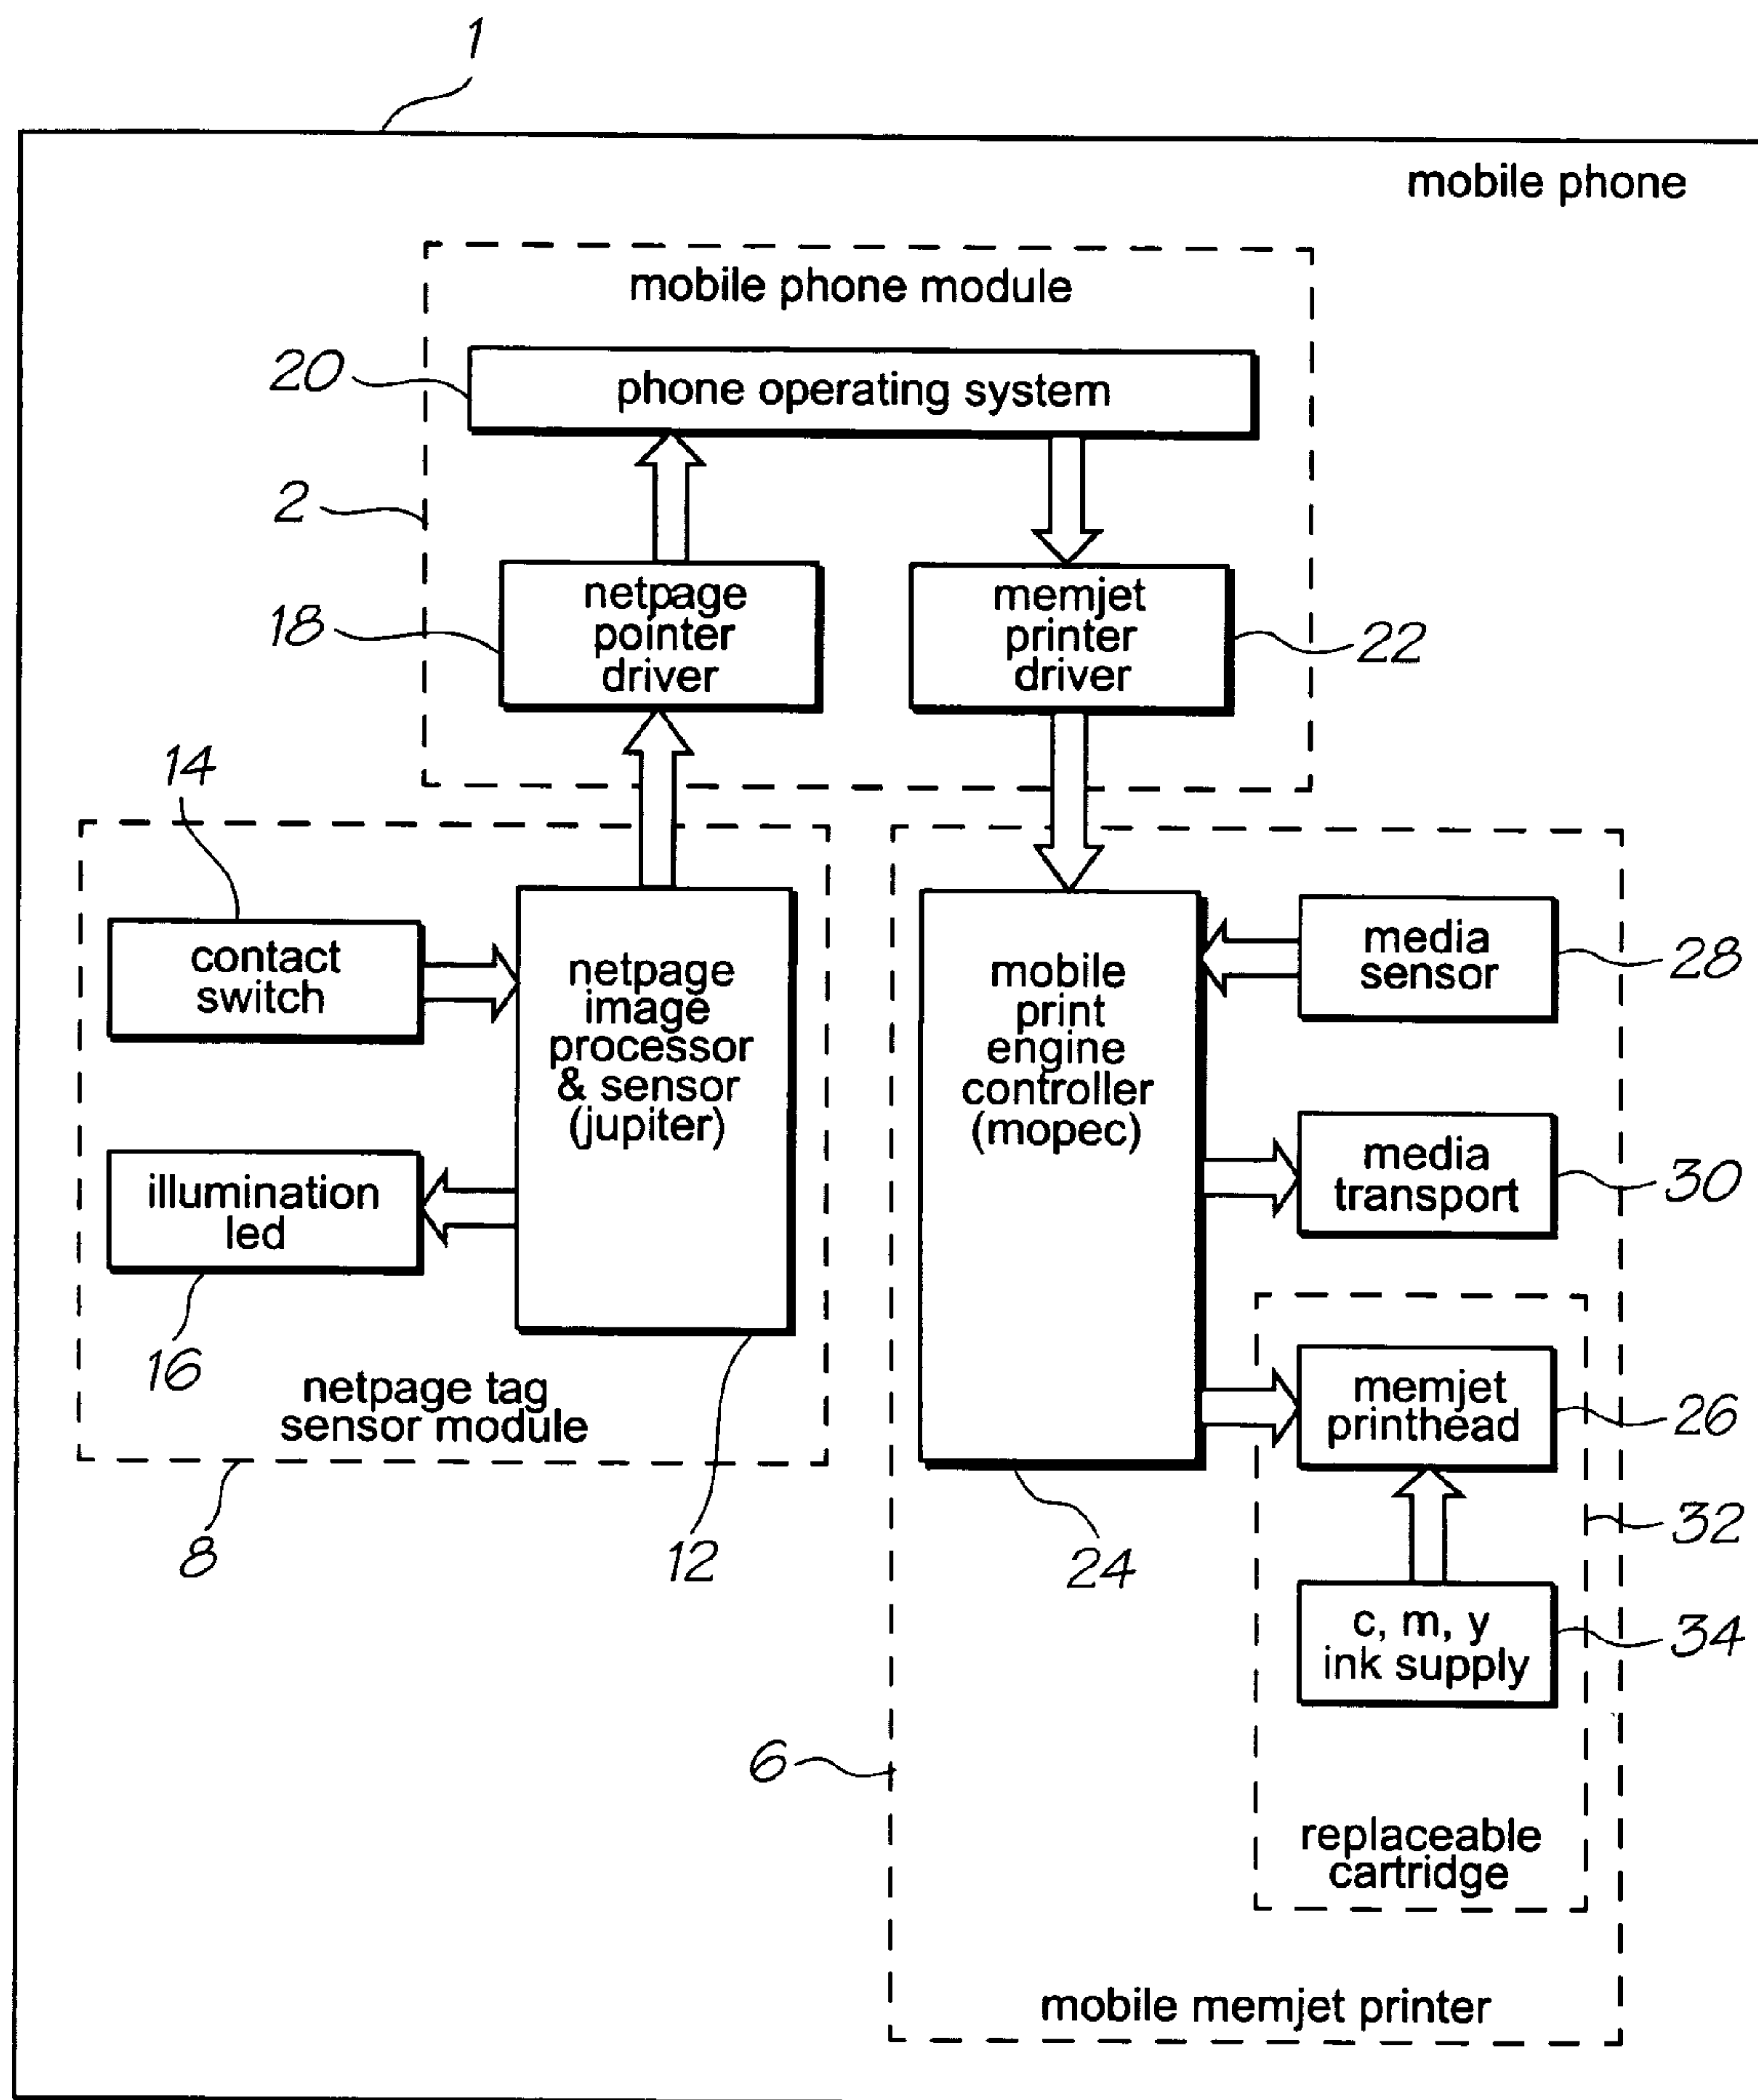 1
mobile phone
mobile phone module
20
phone operating system
2
netpage
pointer
driver
18
memjet
printer
driver
22
14
contact
switch
netpage
image
processor
& sensor
(jupiter)
illumination
led
16
netpage tag
sensor module
8
12
mobile
print
engine
controller
(mopec)
media
sensor
28
media
transport
30
memjet
printhead
26
24
32
c, m, y
ink supply
34
6
replaceable
cartridge
mobile memjet printer